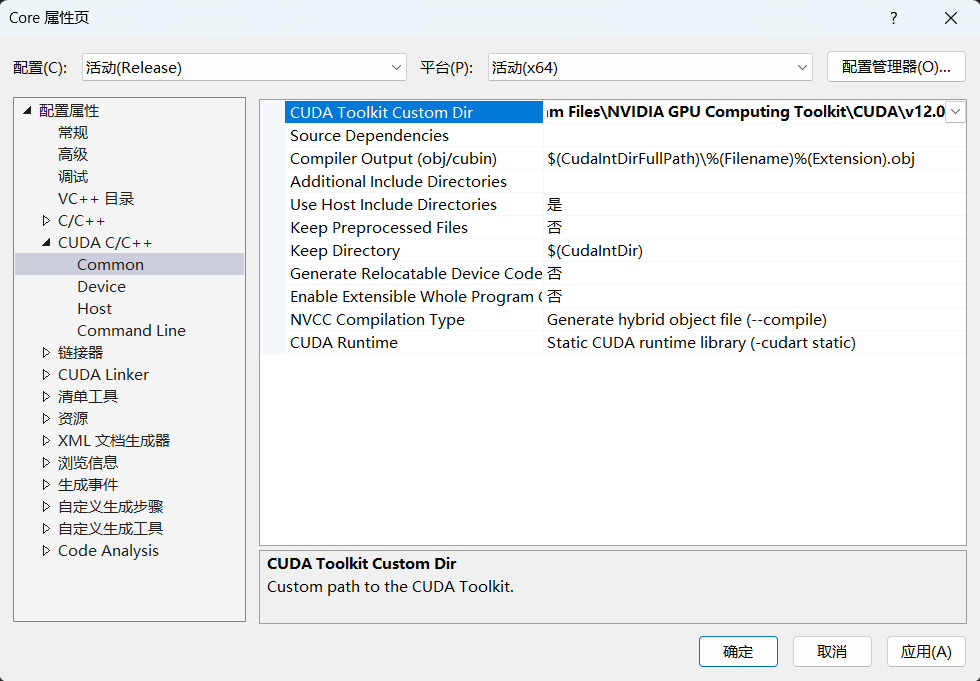 Core 属性页
?
配置(C): 活动(Release) 平台(P): 活动(x64) 配置管理器(O)...
配置属性
常规
高级
调试
VC++ 目录
C/C++
CUDA C/C++
Common
Device
Host
Command Line
链接器
CUDA Linker
清单工具
资源
XML 文档生成器
浏览信息
生成事件
自定义生成步骤
自定义生成工具
Code Analysis
CUDA Toolkit Custom Dir Files\NVIDIA GPU Computing Toolkit\CUDA\v12.0
Source Dependencies
Compiler Output (obj/cubin) $(CudaIntDirFullPath)\%(Filename)%(Extension).obj
Additional Include Directories
Use Host Include Directories 是
Keep Preprocessed Files 否
Keep Directory $(CudaIntDir)
Generate Relocatable Device Code 否
Enable Extensible Whole Program 否
NVCC Compilation Type Generate hybrid object file (--compile)
CUDA Runtime Static CUDA runtime library (-cudart static)
CUDA Toolkit Custom Dir
Custom path to the CUDA Toolkit.
确定 取消 应用(A)